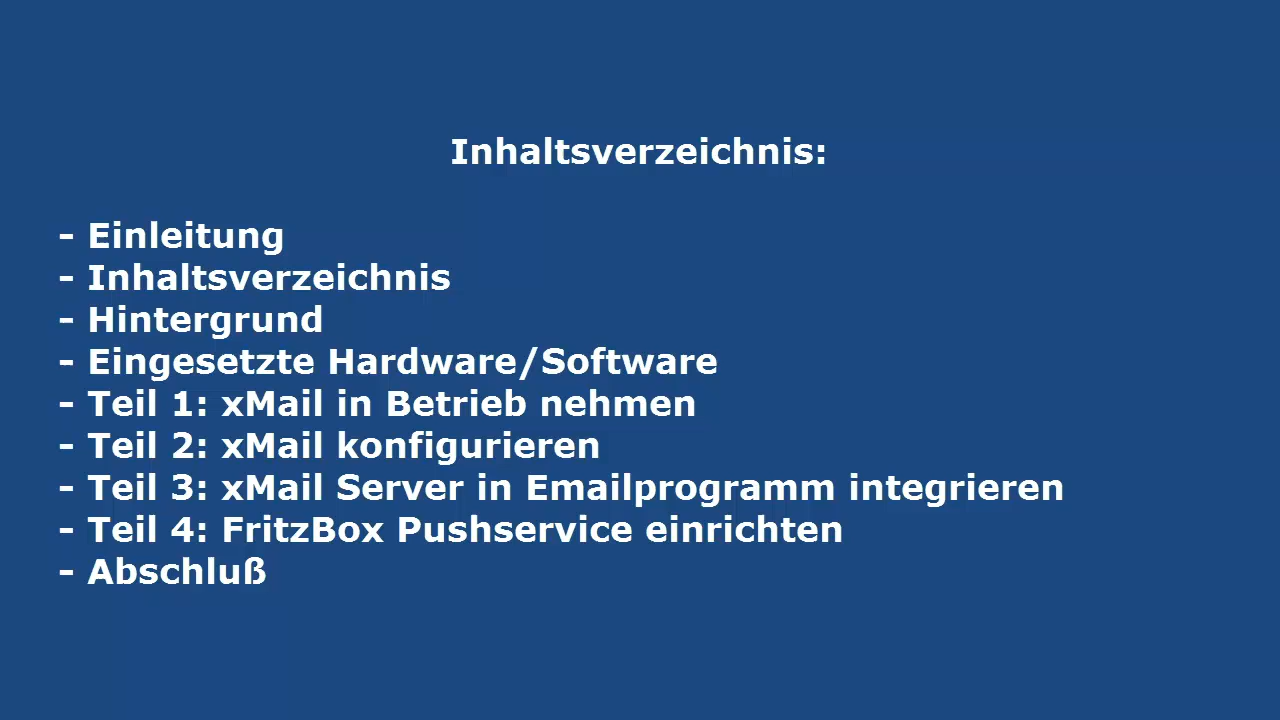 Inhaltsverzeichnis:
- Einleitung
- Inhaltsverzeichnis
- Hintergrund
- Eingesetzte Hardware/Software
- Teil 1: xMail in Betrieb nehmen
- Teil 2: xMail konfigurieren
- Teil 3: xMail Server in Emailprogramm integrieren
- Teil 4: FritzBox Pushservice einrichten
- Abschluß